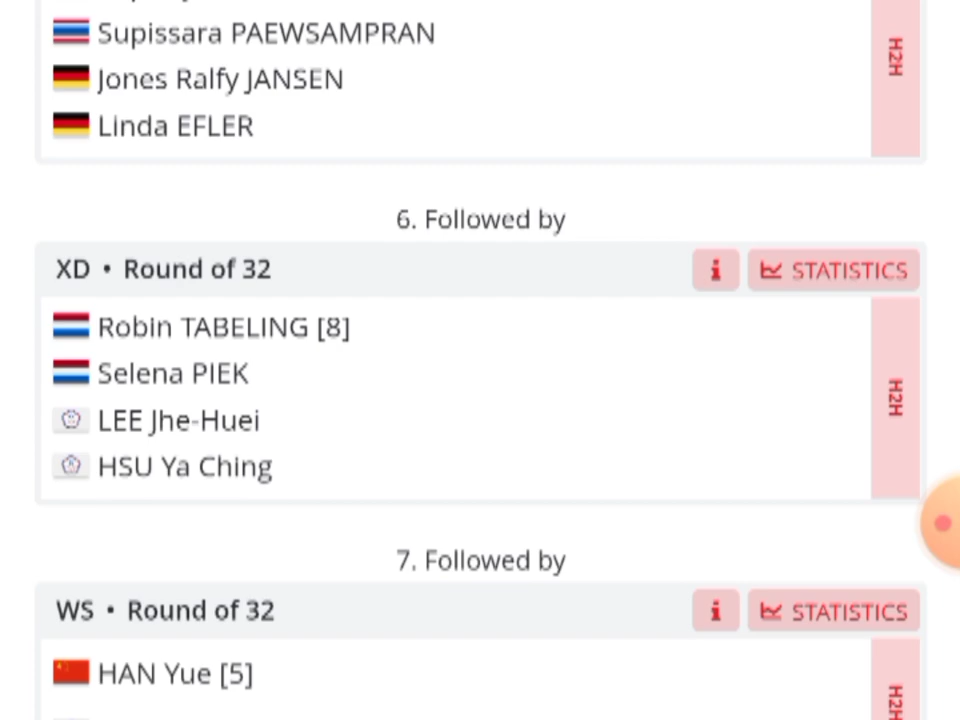 Supissara PAEWSAMPRAN
Jones Ralfy JANSEN
Linda EFLER
H2H
6. Followed by
XD • Round of 32
i STATISTICS
Robin TABELING [8]
Selena PIEK
LEE Jhe-Huei
HSU Ya Ching
H2H
7. Followed by
WS • Round of 32
i STATISTICS
HAN Yue [5]
H2H